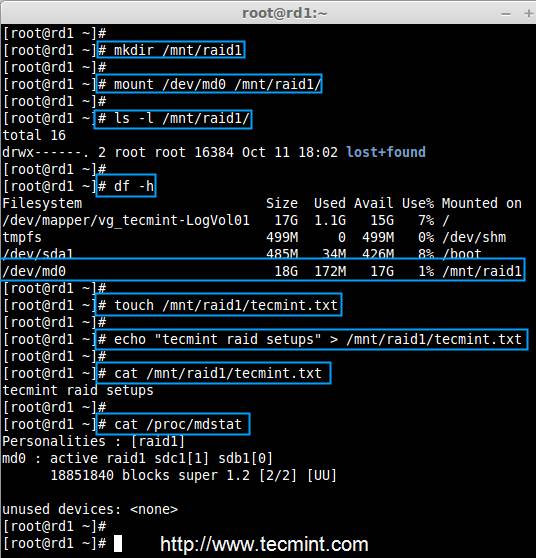 root@rd1:~
[root@rd1 ~]#
[root@rd1 ~]# mkdir /mnt/raid1
[root@rd1 ~]#
[root@rd1 ~]# mount /dev/md0 /mnt/raid1/
[root@rd1 ~]#
[root@rd1 ~]# ls -l /mnt/raid1/
total 16
drwx------. 2 root root 16384 Oct 11 18:02 lost+found
[root@rd1 ~]#
[root@rd1 ~]# df -h
Filesystem Size Used Avail Use% Mounted on
/dev/mapper/vg_tecmint-LogVol01 17G 1.1G 15G 7% /
tmpfs 499M 0 499M 0% /dev/shm
/dev/sda1 485M 34M 426M 8% /boot
/dev/md0 18G 172M 17G 1% /mnt/raid1
[root@rd1 ~]#
[root@rd1 ~]# touch /mnt/raid1/tecmint.txt
[root@rd1 ~]#
[root@rd1 ~]# echo "tecmint raid setups" > /mnt/raid1/tecmint.txt
[root@rd1 ~]#
[root@rd1 ~]# cat /mnt/raid1/tecmint.txt
tecmint raid setups
[root@rd1 ~]#
[root@rd1 ~]# cat /proc/mdstat
Personalities : [raid1]
md0 : active raid1 sdc1[1] sdb1[0]
18851840 blocks super 1.2 [2/2] [UU]
unused devices: <none>
[root@rd1 ~]#
[root@rd1 ~]#
http://www.tecmint.com